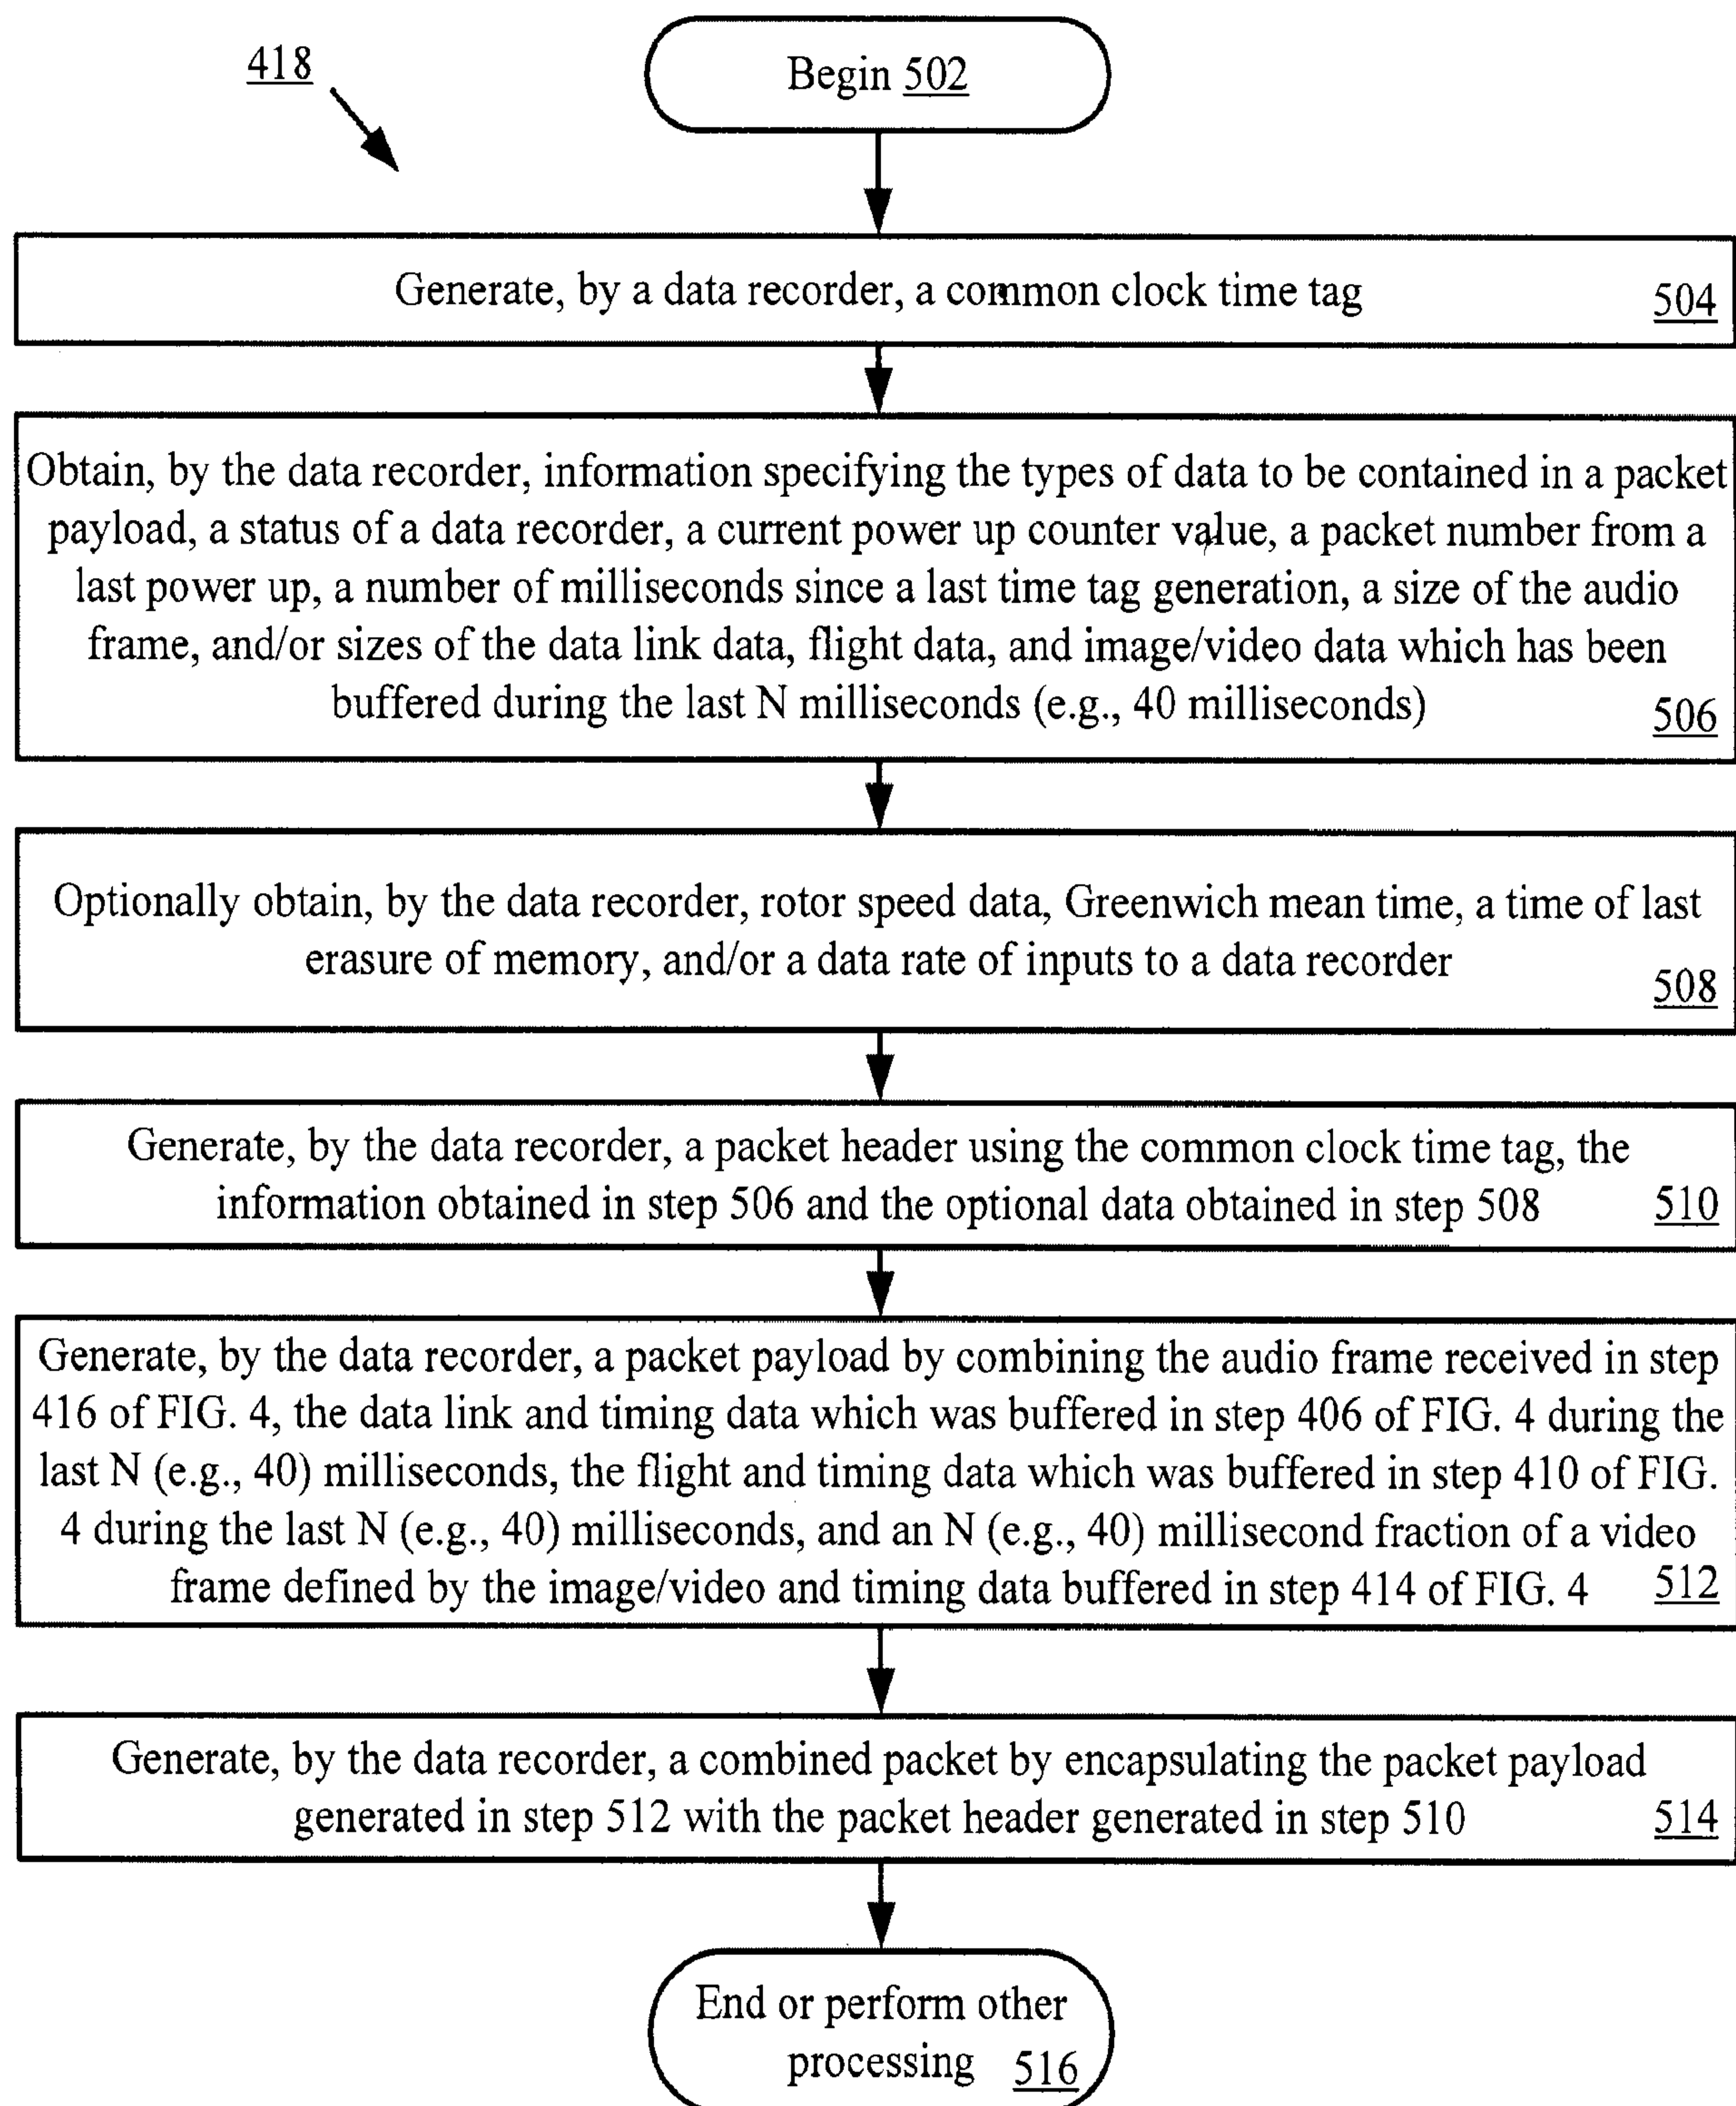 418
Begin 502
Generate, by a data recorder, a common clock time tag
504
Obtain, by the data recorder, information specifying the types of data to be contained in a packet
payload, a status of a data recorder, a current power up counter value, a packet number from a
last power up, a number of milliseconds since a last time tag generation, a size of the audio
frame, and/or sizes of the data link data, flight data, and image/video data which has been
buffered during the last N milliseconds (e.g., 40 milliseconds)
506
Optionally obtain, by the data recorder, rotor speed data, Greenwich mean time, a time of last
erasure of memory, and/or a data rate of inputs to a data recorder
508
Generate, by the data recorder, a packet header using the common clock time tag, the
information obtained in step 506 and the optional data obtained in step 508
510
Generate, by the data recorder, a packet payload by combining the audio frame received in step
416 of FIG. 4, the data link and timing data which was buffered in step 406 of FIG. 4 during the
last N (e.g., 40) milliseconds, the flight and timing data which was buffered in step 410 of FIG.
4 during the last N (e.g., 40) milliseconds, and an N (e.g., 40) millisecond fraction of a video
frame defined by the image/video and timing data buffered in step 414 of FIG. 4
512
Generate, by the data recorder, a combined packet by encapsulating the packet payload
generated in step 512 with the packet header generated in step 510
514
End or perform other
processing 516